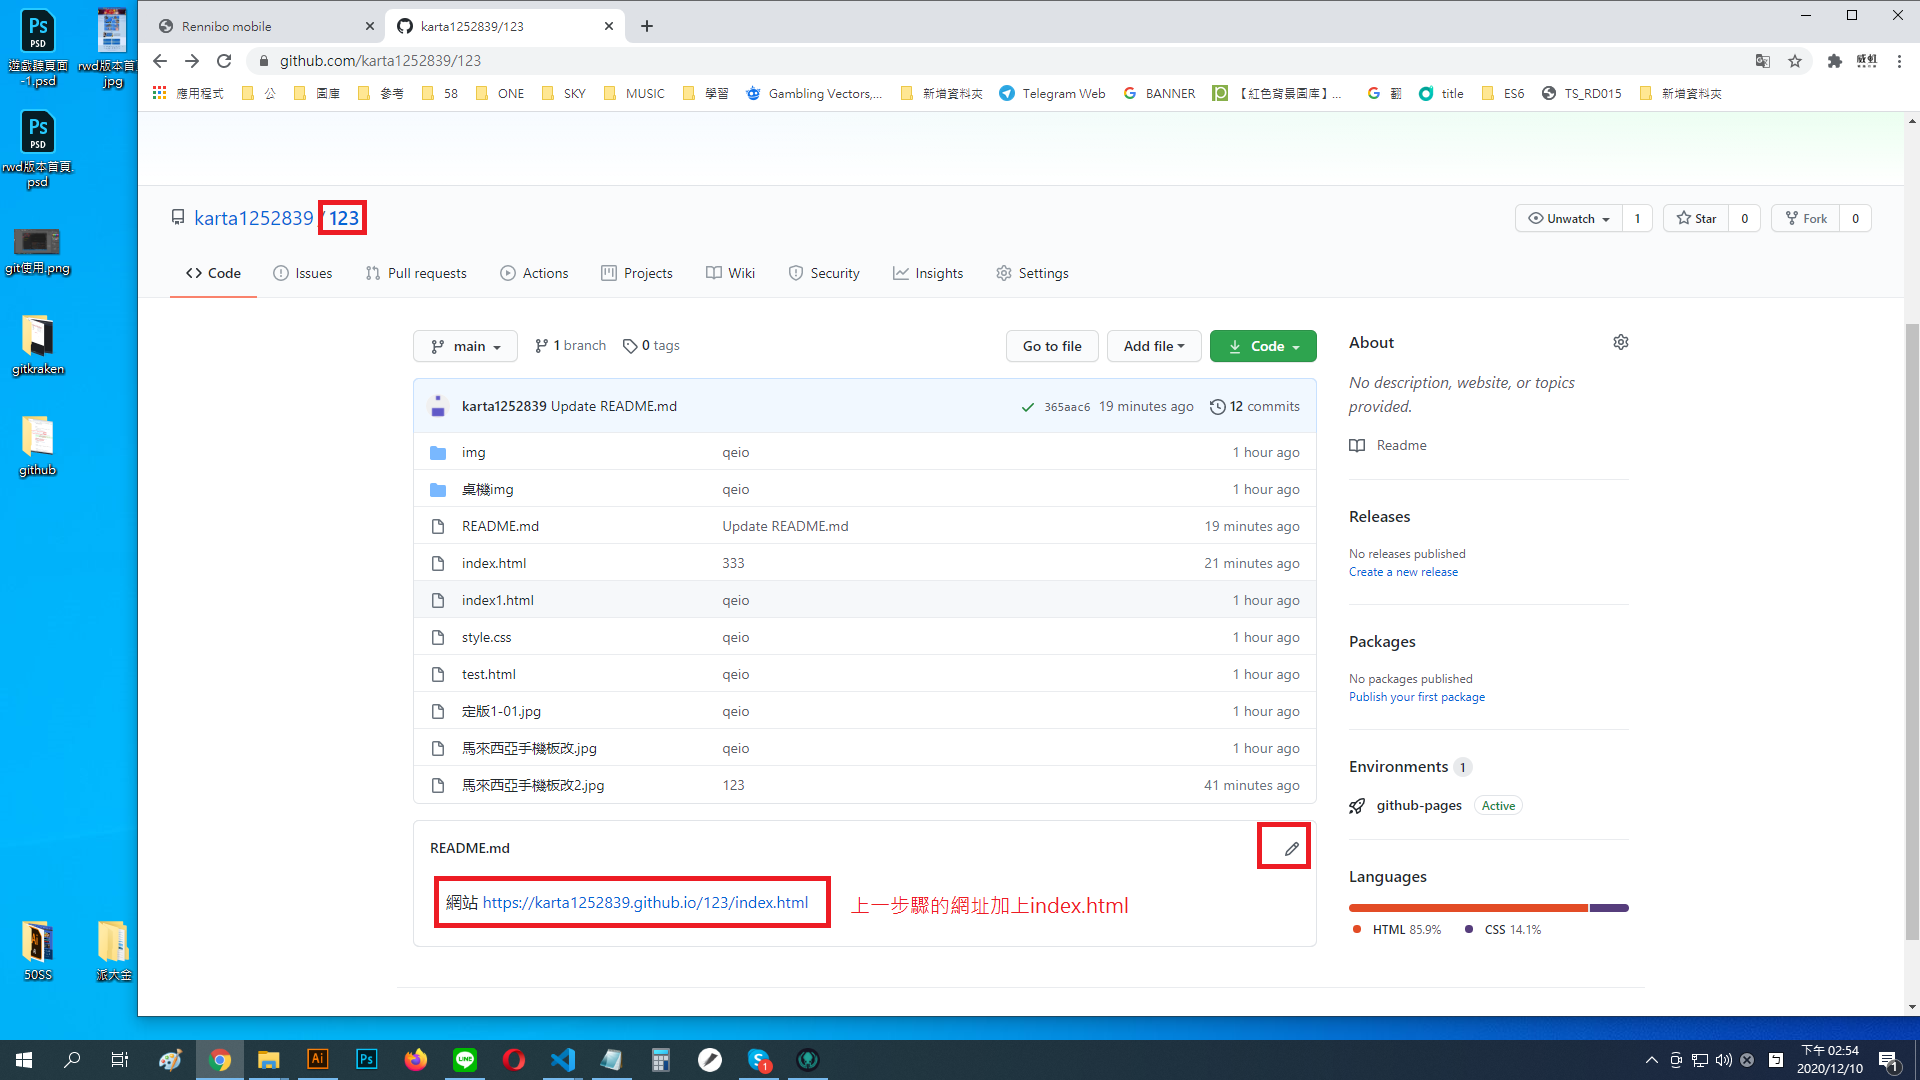 Rennibo mobile
karta1252839/123
github.com/karta1252839/123
應用程式
公
圖庫
參考
58
ONE
SKY
MUSIC
學習
Gambling Vectors,...
新增資料夾
Telegram Web
BANNER
【紅色背景圖庫】...
翻
title
ES6
TS_RD015
新增資料夾
karta1252839 / 123
Unwatch 1
Star 0
Fork 0
Code
Issues
Pull requests
Actions
Projects
Wiki
Security
Insights
Settings
main
1 branch
0 tags
Go to file
Add file
Code
karta1252839 Update README.md
365aac6 19 minutes ago
12 commits
img qeio 1 hour ago
桌機img qeio 1 hour ago
README.md Update README.md 19 minutes ago
index.html 333 21 minutes ago
index1.html qeio 1 hour ago
style.css qeio 1 hour ago
test.html qeio 1 hour ago
定版1-01.jpg qeio 1 hour ago
馬來西亞手機板改.jpg qeio 1 hour ago
馬來西亞手機板改2.jpg 123 41 minutes ago
README.md
網站 https://karta1252839.github.io/123/index.html
上一步驟的網址加上index.html
About
No description, website, or topics
provided.
Readme
Releases
No releases published
Create a new release
Packages
No packages published
Publish your first package
Environments 1
github-pages Active
Languages
HTML 85.9%
CSS 14.1%
Ps
PSD
遊戲聽頁面
-1.psd
rwd版本首
jpg
Ps
PSD
rwd版本首頁.
psd
git使用.png
gitkraken
github
50SS
派大金
Ai
Ps
LINE
1
下午 02:54
2020/12/10
1